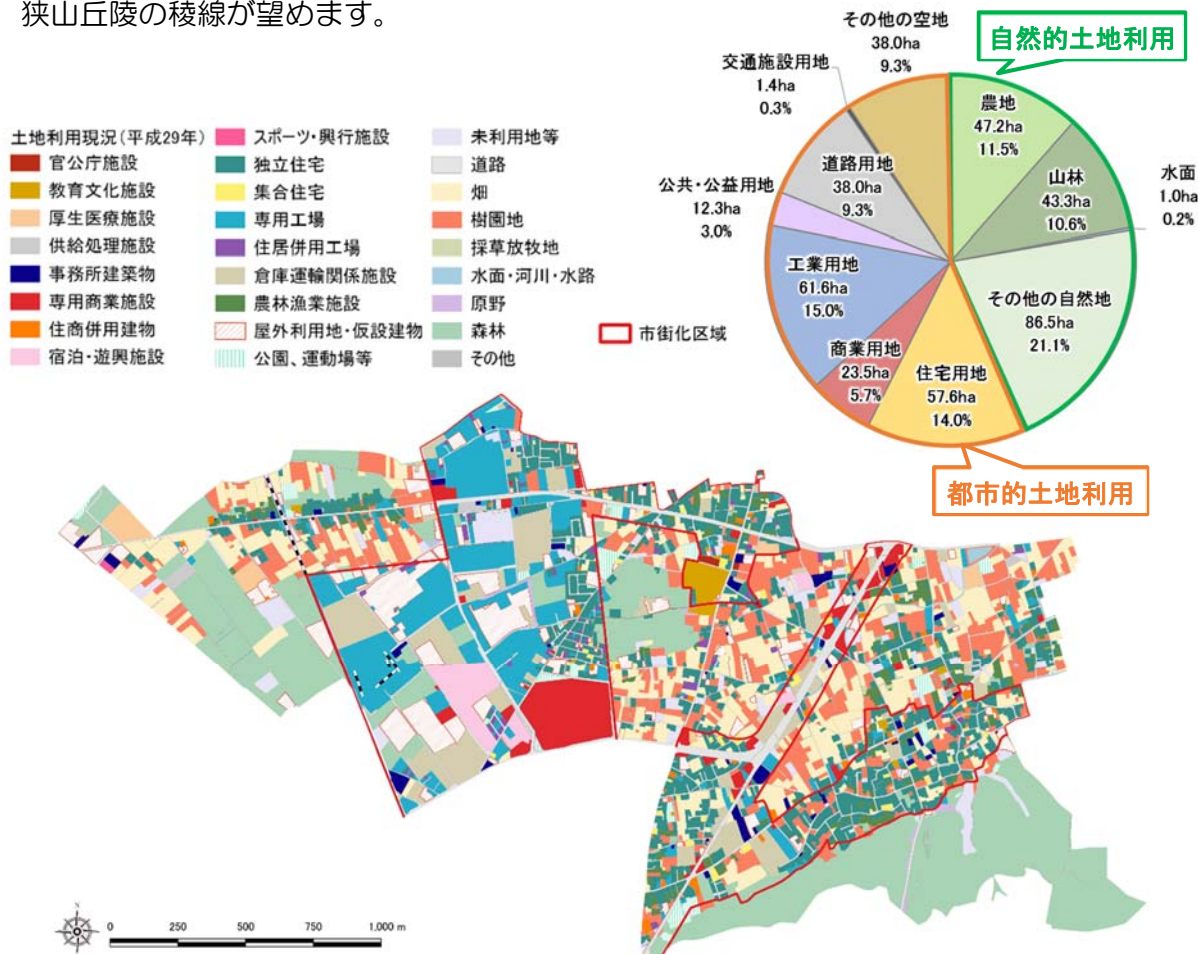 狭山丘陵の稜線が望めます。
土地利用現況(平成29年)
官公庁施設
教育文化施設
厚生医療施設
供給処理施設
事務所建築物
専用商業施設
住商併用建物
宿泊・遊興施設
スポーツ・興行施設
独立住宅
集合住宅
専用工場
住居併用工場
倉庫運輸関係施設
農林漁業施設
屋外利用地・仮設建物
公園、運動場等
未利用地等
道路
畑
樹園地
採草放牧地
水面・河川・水路
原野
森林
その他
市街化区域
自然的土地利用
農地
47.2ha
11.5%
山林
43.3ha
10.6%
水面
1.0ha
0.2%
その他の自然地
86.5ha
21.1%
住宅用地
57.6ha
14.0%
商業用地
23.5ha
5.7%
工業用地
61.6ha
15.0%
公共・公益用地
12.3ha
3.0%
道路用地
38.0ha
9.3%
交通施設用地
1.4ha
0.3%
その他の空地
38.0ha
9.3%
都市的土地利用
N
0 250 500 750 1,000 m